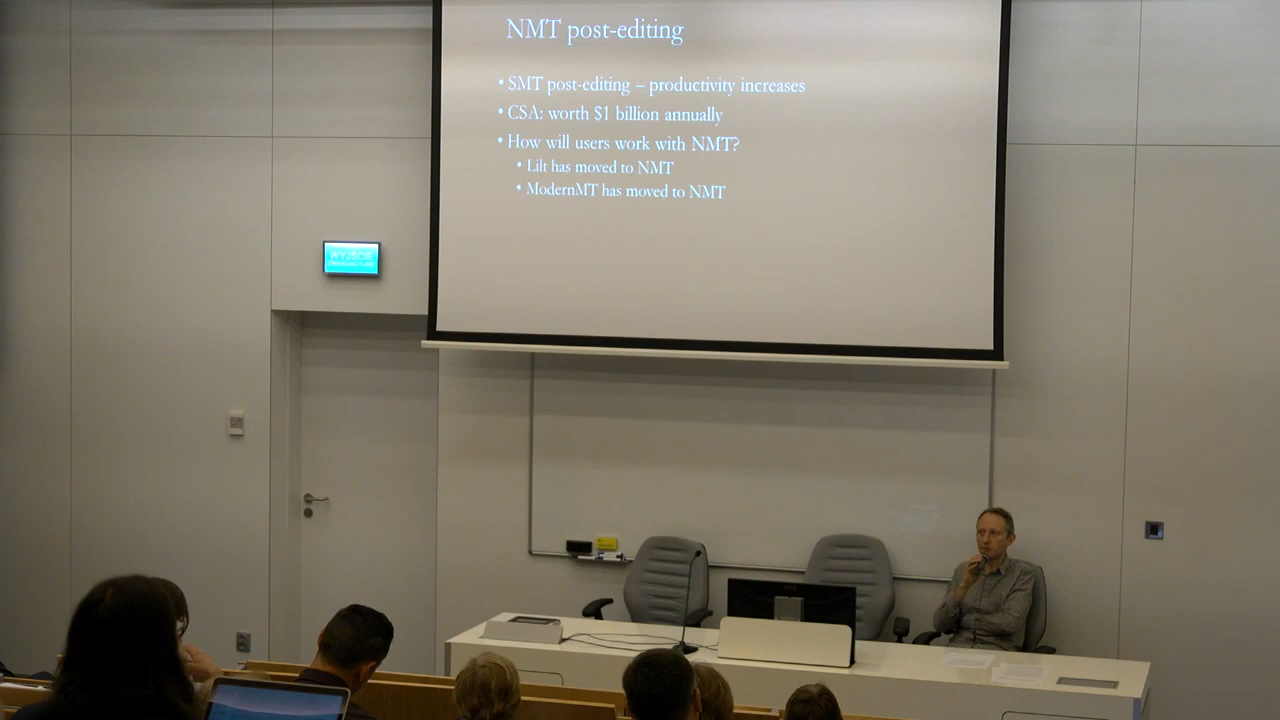 NMT post-editing
• SMT post-editing – productivity increases
• CSA: worth $1 billion annually
• How will users work with NMT?
• Lilt has moved to NMT
• ModernMT has moved to NMT
WYJŚCIE